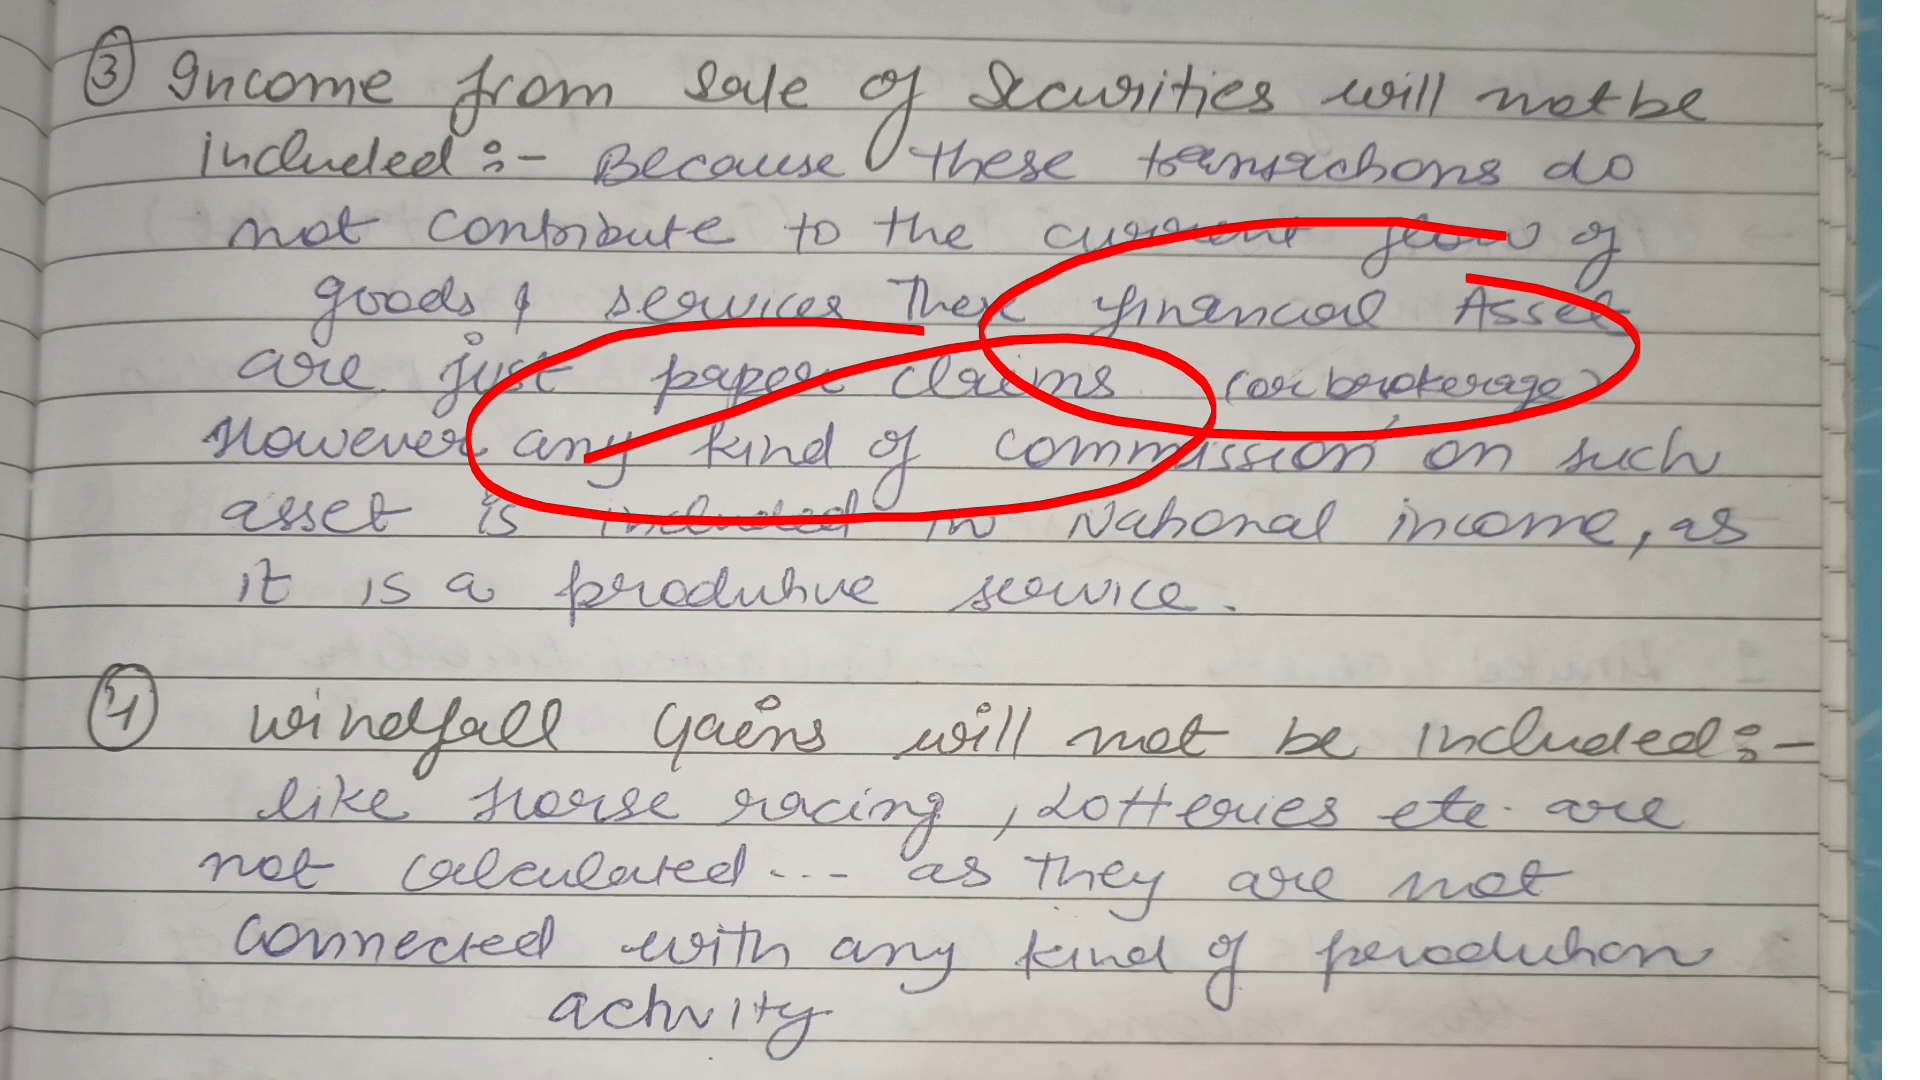 ③ Income from sale of Securities will not be
included :- Because these transactions do
not contribute to the current flow of
goods & services These financial Asset
are just paper claims (or brokerage)
However any kind of commission on such
asset is included in National income, as
it is a produtive service.
④ windfall Gains will not be included :-
like Horse racing, Lotteries etc. are
not calculated --- as They are not
connected with any kind of prodution
activity